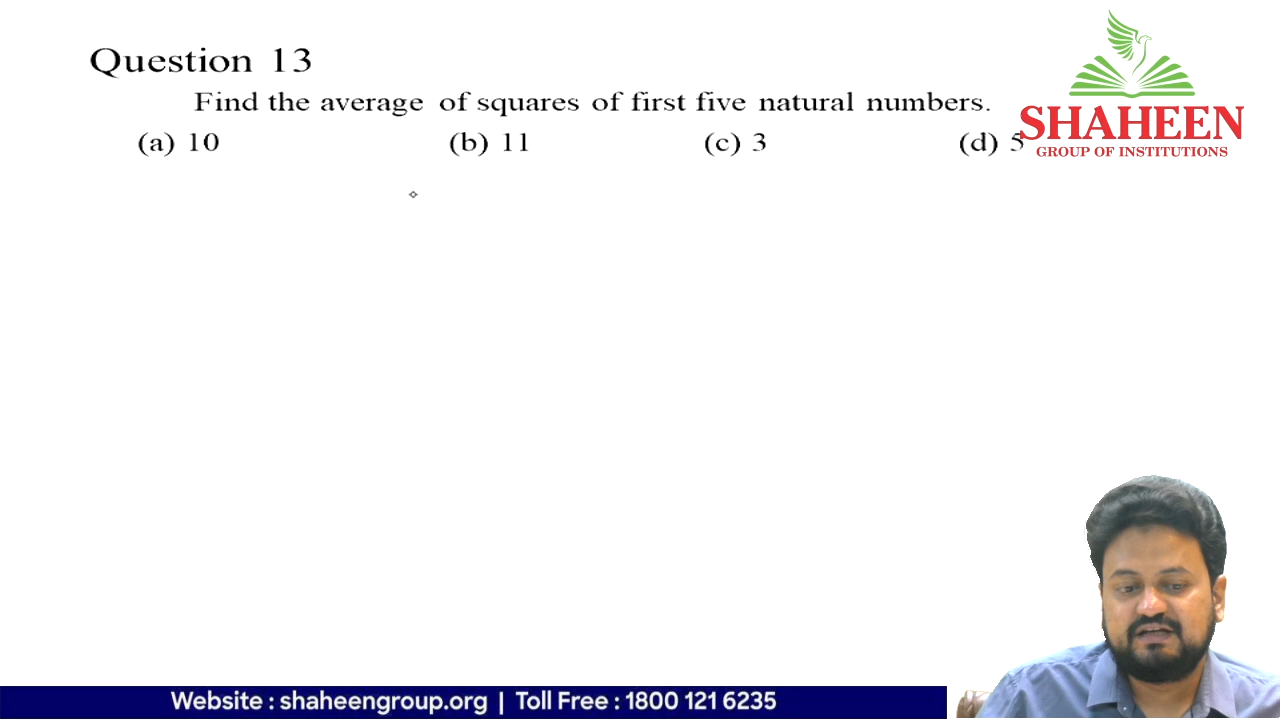 Question 13
Find the average of squares of first five natural numbers.
(a) 10 (b) 11 (c) 3 (d) 5
SHAHEEN
GROUP OF INSTITUTIONS
Website : shaheengroup.org | Toll Free : 1800 121 6235